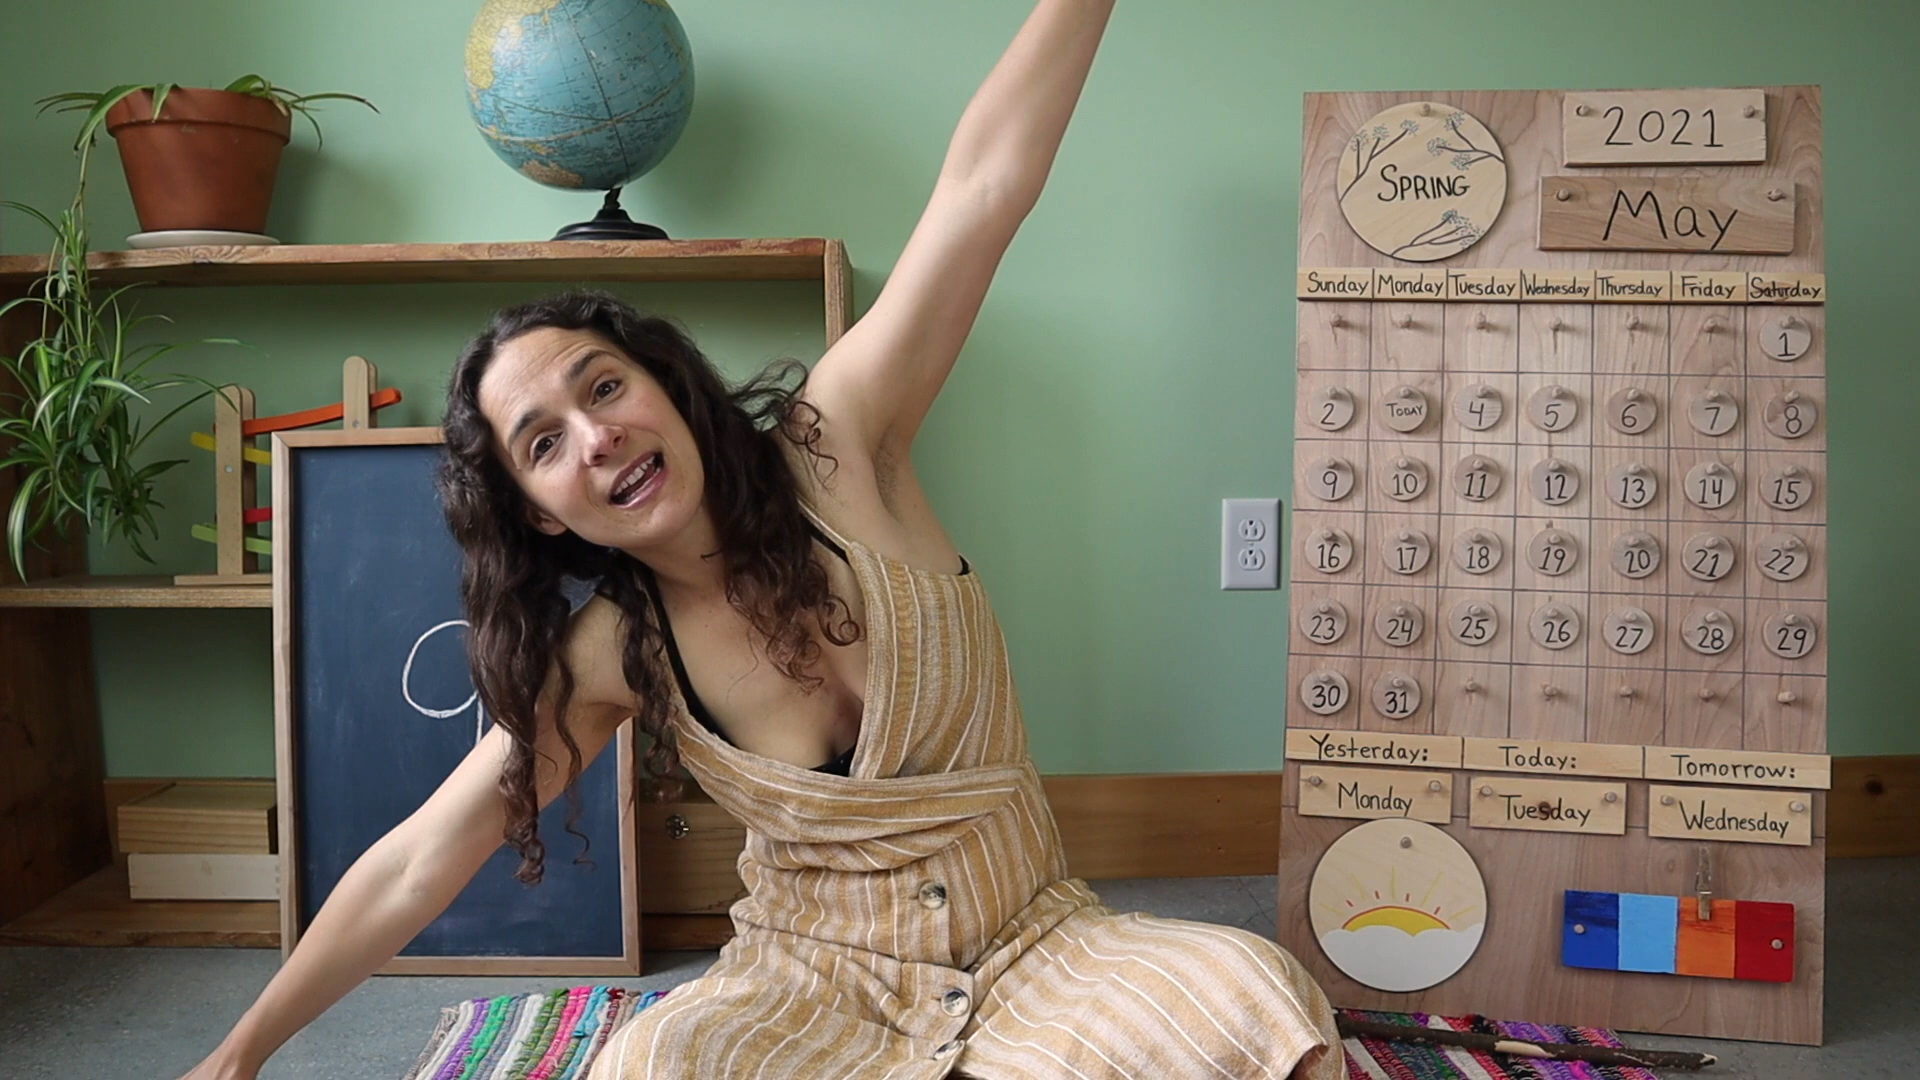 2021
SPRING
May
Sunday Monday Tuesday Wednesday Thursday Friday Saturday
1
2 TODAY 4 5 6 7 8
9 10 11 12 13 14 15
16 17 18 19 20 21 22
23 24 25 26 27 28 29
30 31
Yesterday: Today: Tomorrow:
Monday Tuesday Wednesday